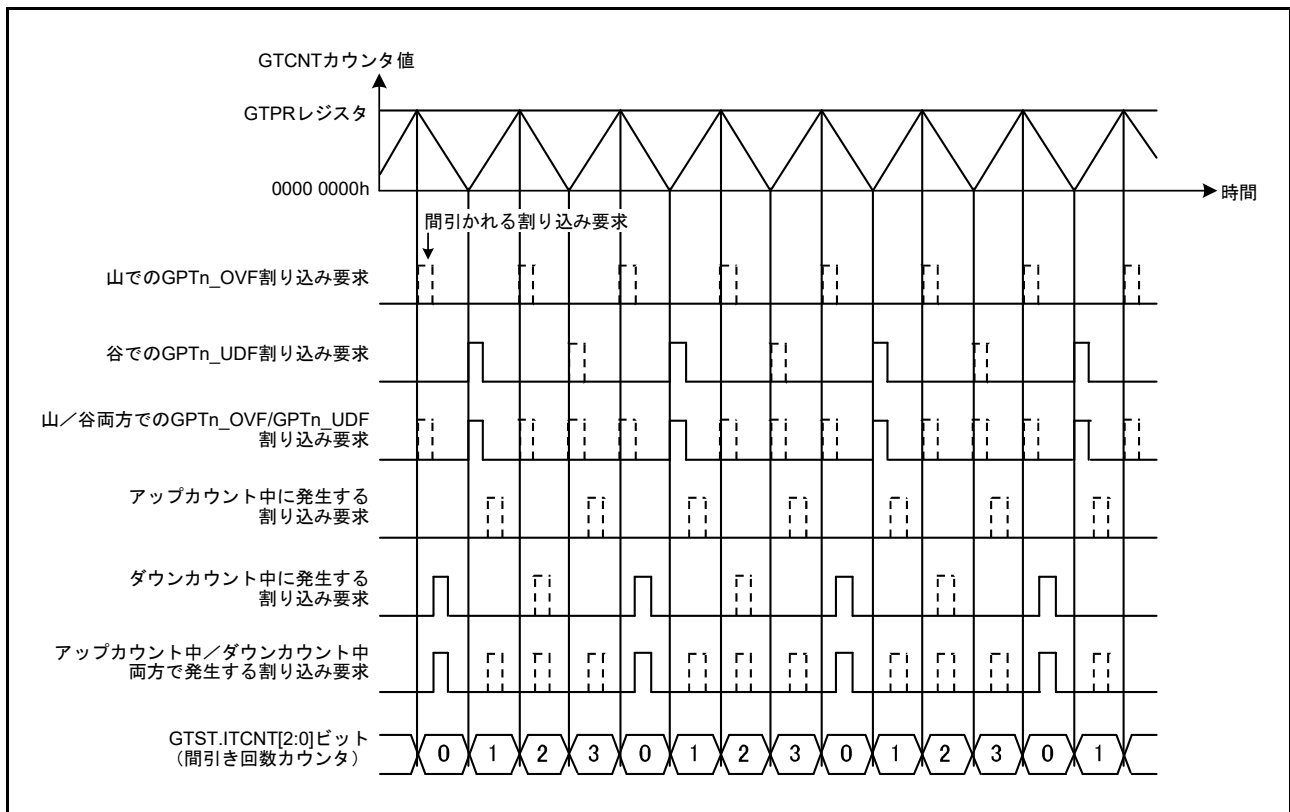 GTCNTカウンタ値
GTPRレジスタ
0000 0000h
時間
間引かれる割り込み要求
山でのGPTn_OVF割り込み要求
谷でのGPTn_UDF割り込み要求
山／谷両方でのGPTn_OVF/GPTn_UDF
割り込み要求
アップカウント中に発生する
割り込み要求
ダウンカウント中に発生する
割り込み要求
アップカウント中／ダウンカウント中
両方で発生する割り込み要求
GTST.ITCNT[2:0]ビット
（間引き回数カウンタ）
0 1 2 3 0 1 2 3 0 1 2 3 0 1